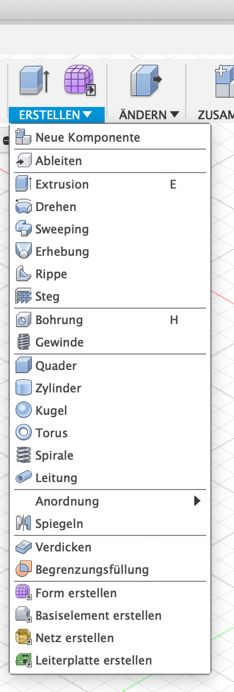 ERSTELLEN ▼ ÄNDERN ▼ ZUSAM
Neue Komponente
Ableiten
Extrusion E
Drehen
Sweeping
Erhebung
Rippe
Steg
Bohrung H
Gewinde
Quader
Zylinder
Kugel
Torus
Spirale
Leitung
Anordnung
Spiegeln
Verdicken
Begrenzungsfüllung
Form erstellen
Basiselement erstellen
Netz erstellen
Leiterplatte erstellen